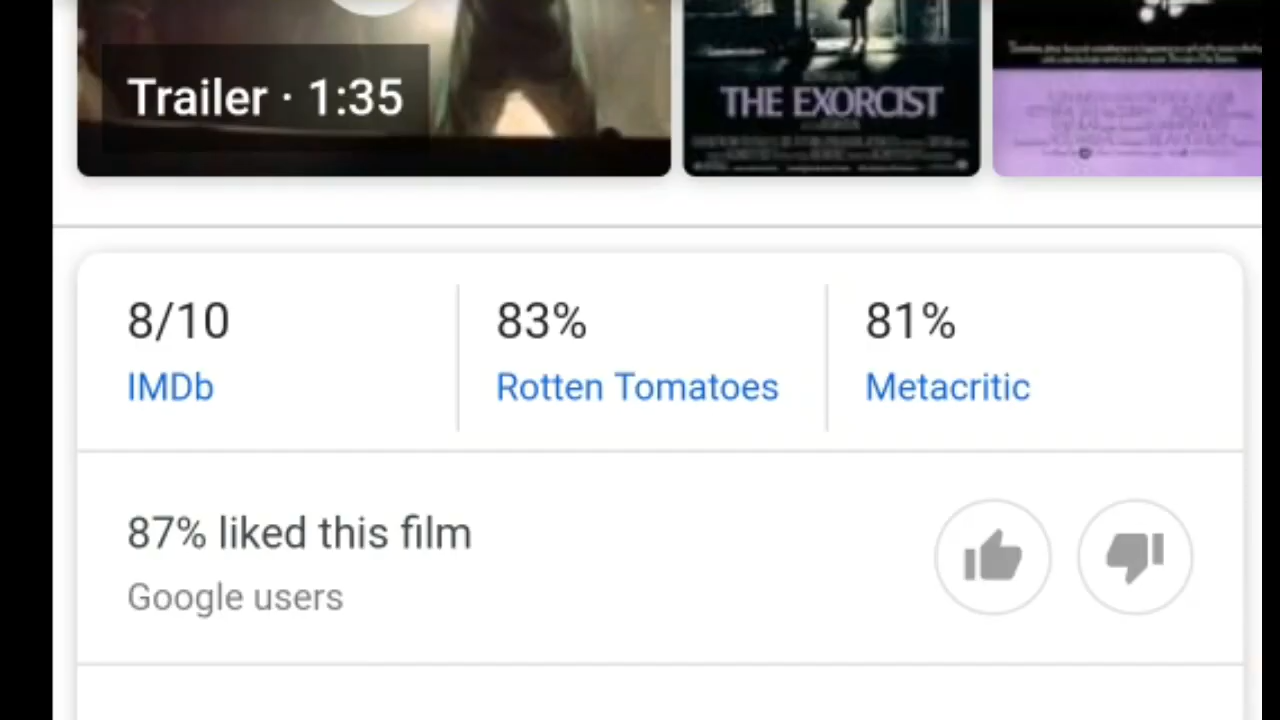 Trailer · 1:35
THE EXORCIST
8/10
83%
81%
IMDb
Rotten Tomatoes
Metacritic
87% liked this film
Google users